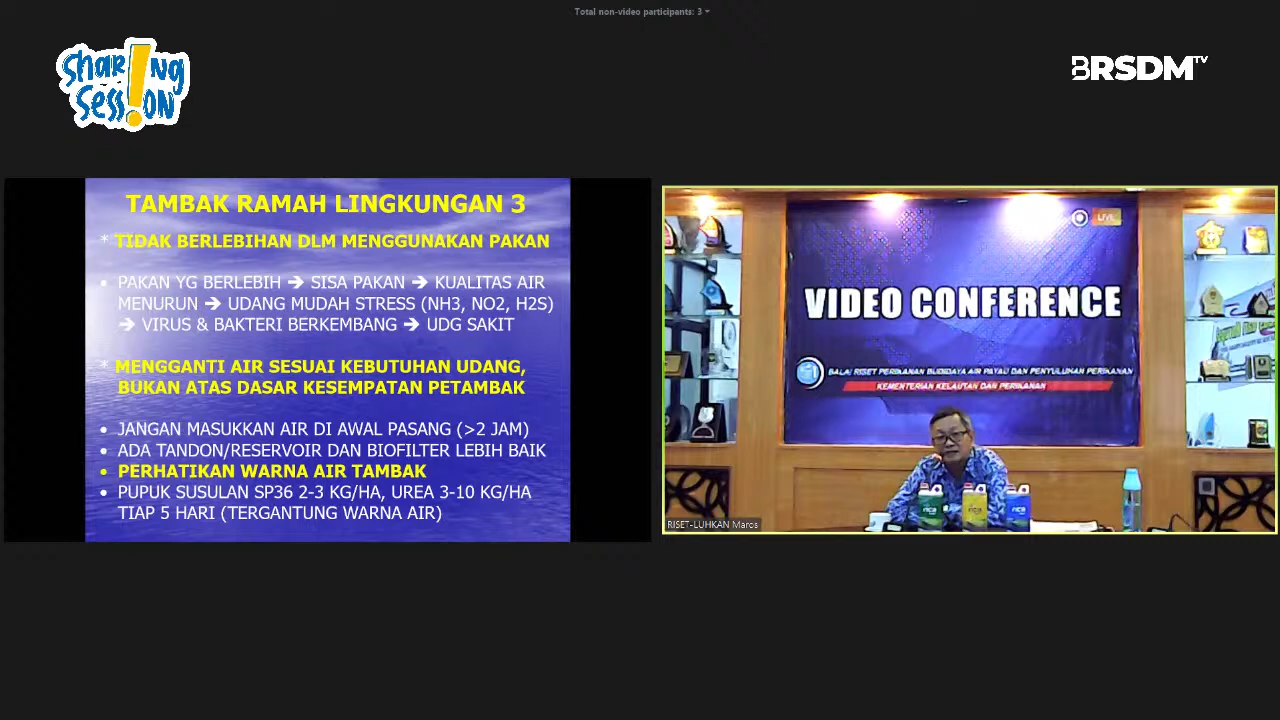 Total non-video participants: 3
Sharing
Session
BRSDM TV
TAMBAK RAMAH LINGKUNGAN 3
* TIDAK BERLEBIHAN DLM MENGGUNAKAN PAKAN
• PAKAN YG BERLEBIH ➔ SISA PAKAN ➔ KUALITAS AIR
MENURUN ➔ UDANG MUDAH STRESS (NH3, NO2, H2S)
➔ VIRUS & BAKTERI BERKEMBANG ➔ UDG SAKIT
* MENGGANTI AIR SESUAI KEBUTUHAN UDANG,
BUKAN ATAS DASAR KESEMPATAN PETAMBAK
• JANGAN MASUKKAN AIR DI AWAL PASANG (>2 JAM)
• ADA TANDON/RESERVOIR DAN BIOFILTER LEBIH BAIK
• PERHATIKAN WARNA AIR TAMBAK
• PUPUK SUSULAN SP36 2-3 KG/HA, UREA 3-10 KG/HA
TIAP 5 HARI (TERGANTUNG WARNA AIR)
LIVE
VIDEO CONFERENCE
BALAI RISET PERIKANAN BUDIDAYA AIR PAYAU DAN PENYULUHAN PERIKANAN
KEMENTERIAN KELAUTAN DAN PERIKANAN
rica
rica
rica
RISET-LUHKAN Maros